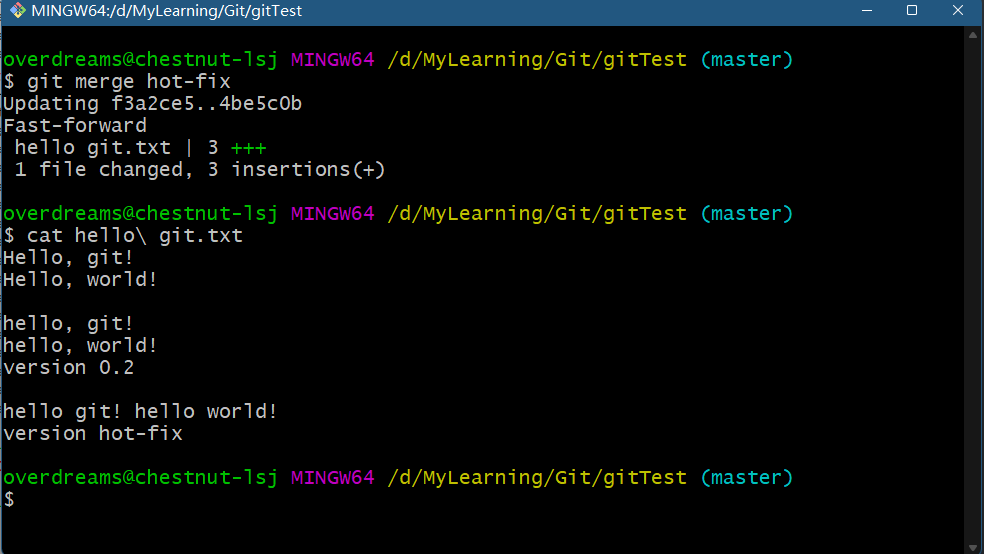 MINGW64:/d/MyLearning/Git/gitTest
overdreams@chestnut-lsj MINGW64 /d/MyLearning/Git/gitTest (master)
$ git merge hot-fix
Updating f3a2ce5..4be5c0b
Fast-forward
 hello git.txt | 3 +++
 1 file changed, 3 insertions(+)

overdreams@chestnut-lsj MINGW64 /d/MyLearning/Git/gitTest (master)
$ cat hello\ git.txt
Hello, git!
Hello, world!

hello, git!
hello, world!
version 0.2

hello git! hello world!
version hot-fix

overdreams@chestnut-lsj MINGW64 /d/MyLearning/Git/gitTest (master)
$